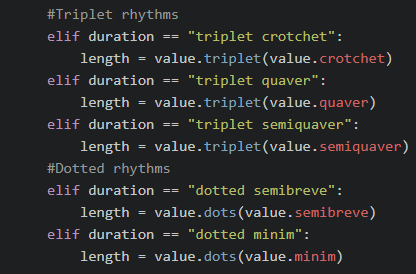 #Triplet rhythms
elif duration == "triplet crotchet":
    length = value.triplet(value.crotchet)
elif duration == "triplet quaver":
    length = value.triplet(value.quaver)
elif duration == "triplet semiquaver":
    length = value.triplet(value.semiquaver)
#Dotted rhythms
elif duration == "dotted semibreve":
    length = value.dots(value.semibreve)
elif duration == "dotted minim":
    length = value.dots(value.minim)